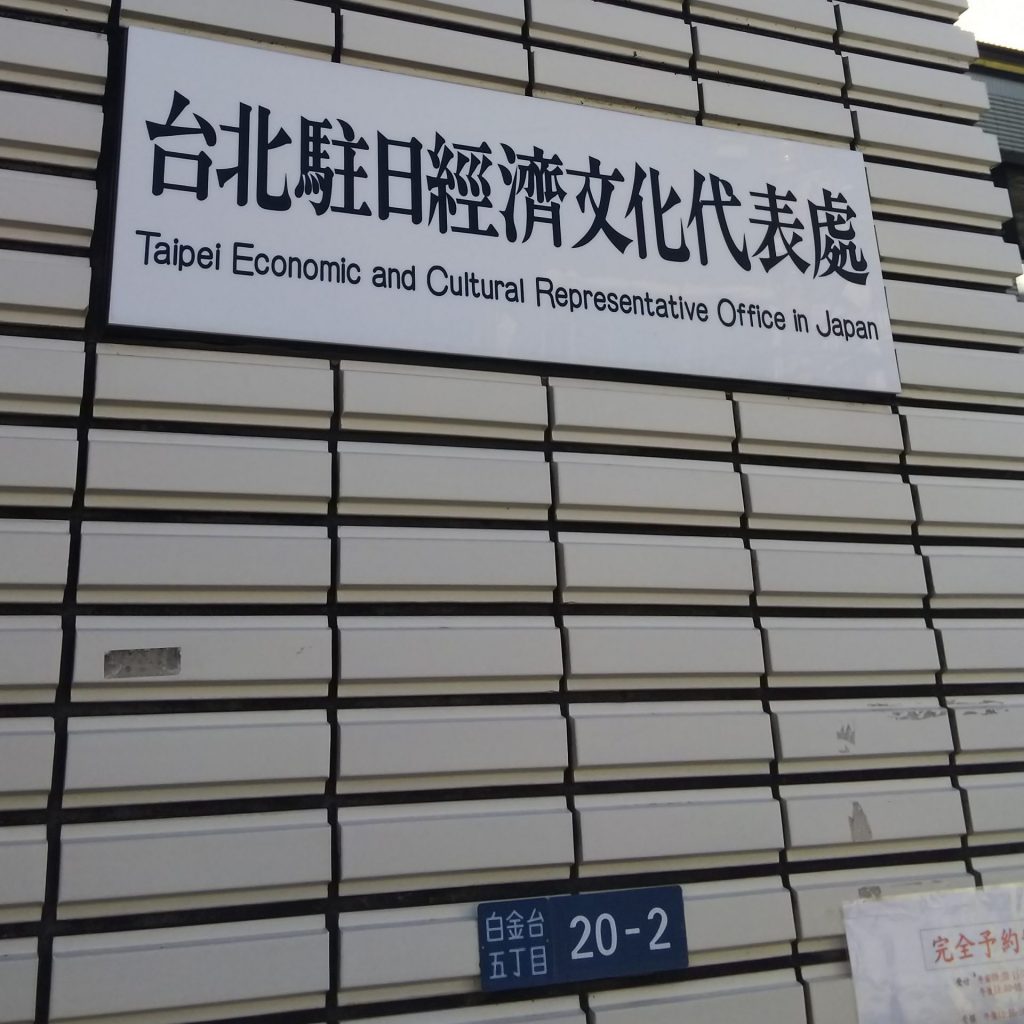 台北駐日經濟文化代表處
Taipei Economic and Cultural Representative Office in Japan
白金台
五丁目
20-2
完全予約